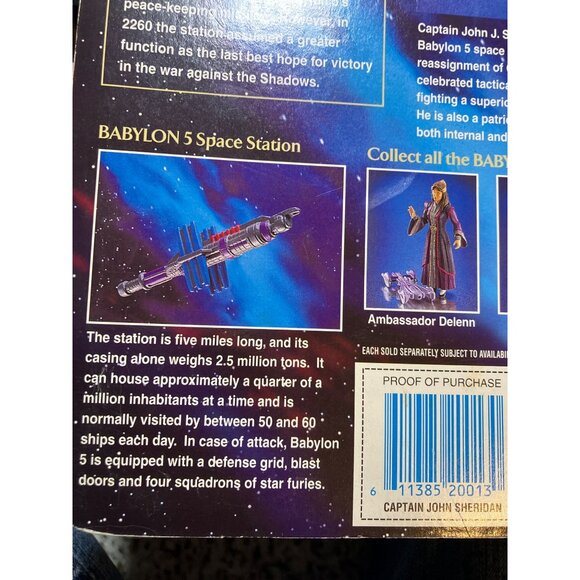 peace-keeping
2260 the station assumed a greater
function as the last best hope for victory
in the war against the Shadows.
Captain John J. S
Babylon 5 space
reassignment of
celebrated tactica
fighting a superio
He is also a patri
both internal and
BABYLON 5 Space Station
Collect all the BABY
Ambassador Delenn
The station is five miles long, and its
casing alone weighs 2.5 million tons. It
can house approximately a quarter of a
million inhabitants at a time and is
normally visited by between 50 and 60
ships each day. In case of attack, Babylon
5 is equipped with a defense grid, blast
doors and four squadrons of star furies.
EACH SOLD SEPARATELY SUBJECT TO AVAILABI
PROOF OF PURCHASE
6 11385 20013
CAPTAIN JOHN SHERIDAN